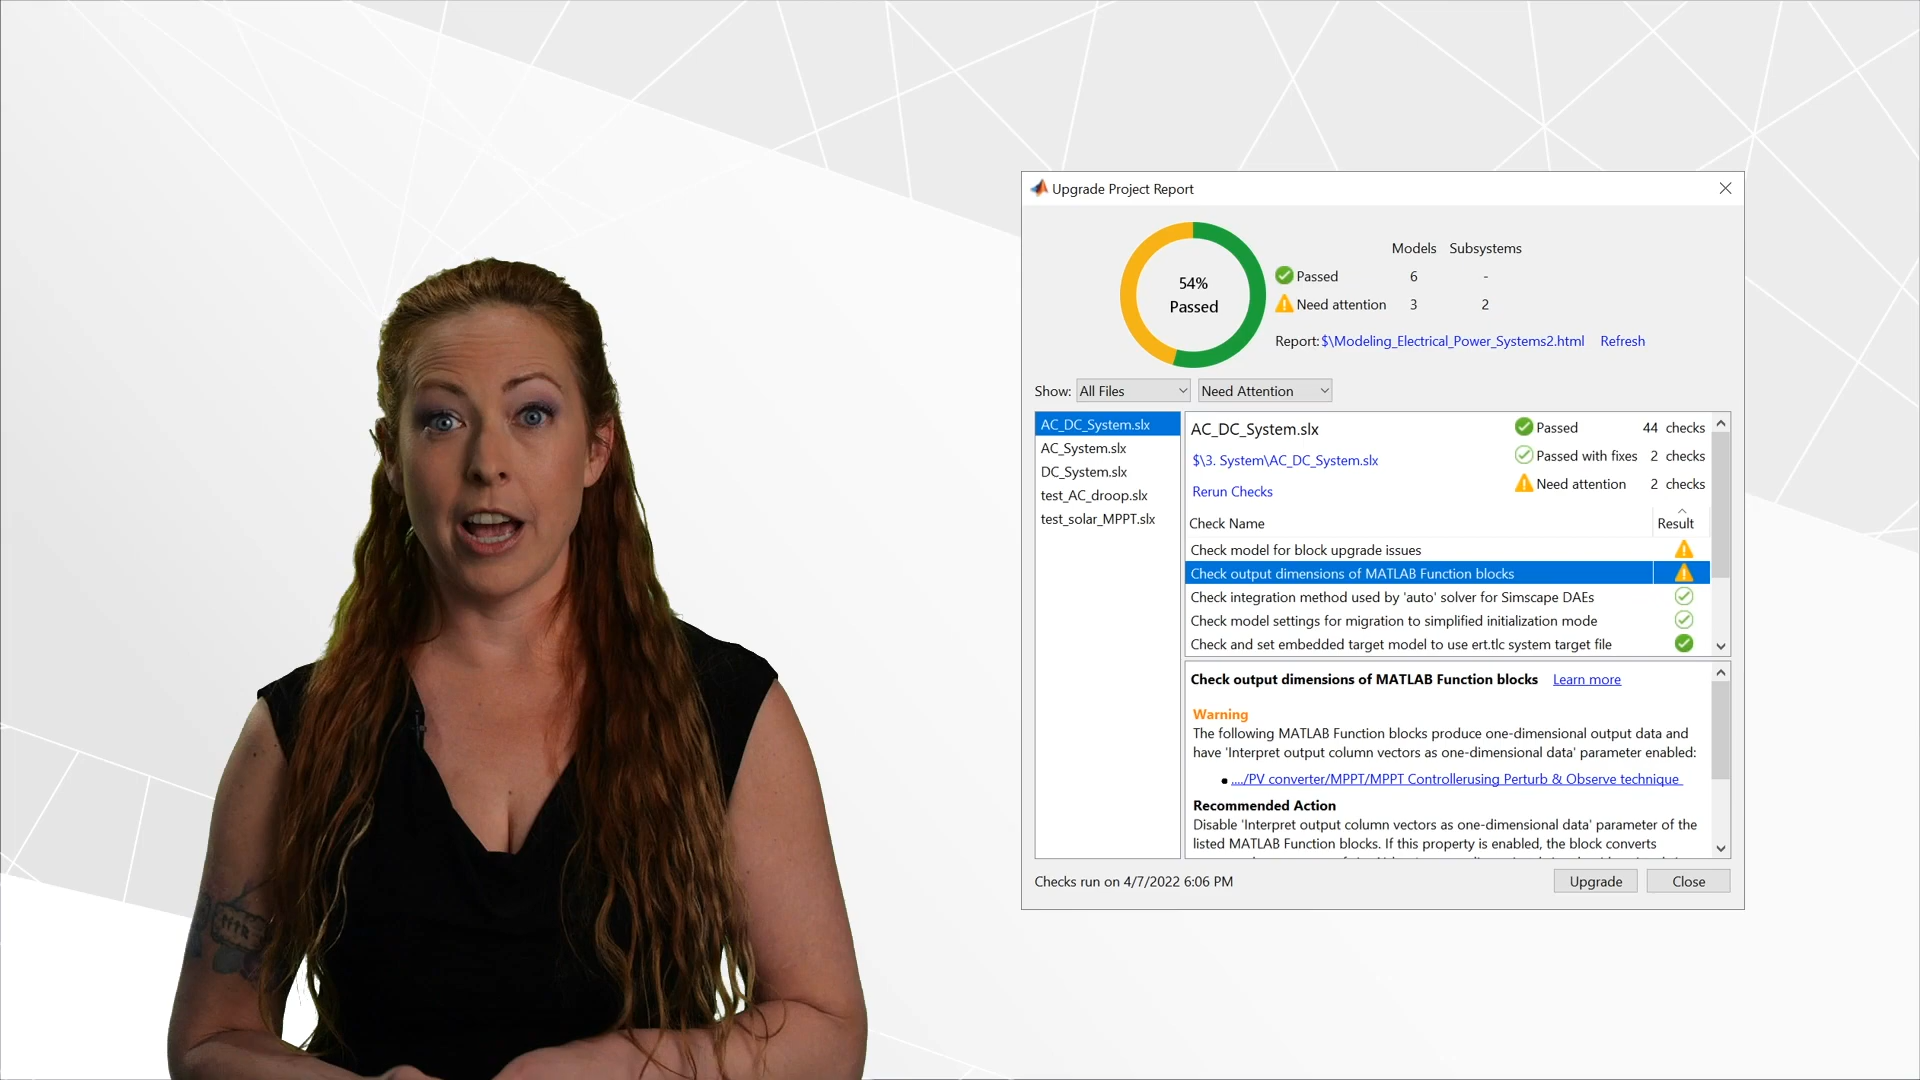 Upgrade Project Report
54%
Passed
Models Subsystems
Passed 6 -
Need attention 3 2
Report: $\Modeling_Electrical_Power_Systems2.html Refresh
Show: All Files Need Attention
AC_DC_System.slx
AC_System.slx
DC_System.slx
test_AC_droop.slx
test_solar_MPPT.slx
AC_DC_System.slx
$\3. System\AC_DC_System.slx
Rerun Checks
Passed 44 checks
Passed with fixes 2 checks
Need attention 2 checks
Check Name Result
Check model for block upgrade issues
Check output dimensions of MATLAB Function blocks
Check integration method used by 'auto' solver for Simscape DAEs
Check model settings for migration to simplified initialization mode
Check and set embedded target model to use ert.tlc system target file
Check output dimensions of MATLAB Function blocks Learn more
Warning
The following MATLAB Function blocks produce one-dimensional output data and
have 'Interpret output column vectors as one-dimensional data' parameter enabled:
..../PV converter/MPPT/MPPT Controllerusing Perturb & Observe technique
Recommended Action
Disable 'Interpret output column vectors as one-dimensional data' parameter of the
listed MATLAB Function blocks. If this property is enabled, the block converts
Checks run on 4/7/2022 6:06 PM
Upgrade Close